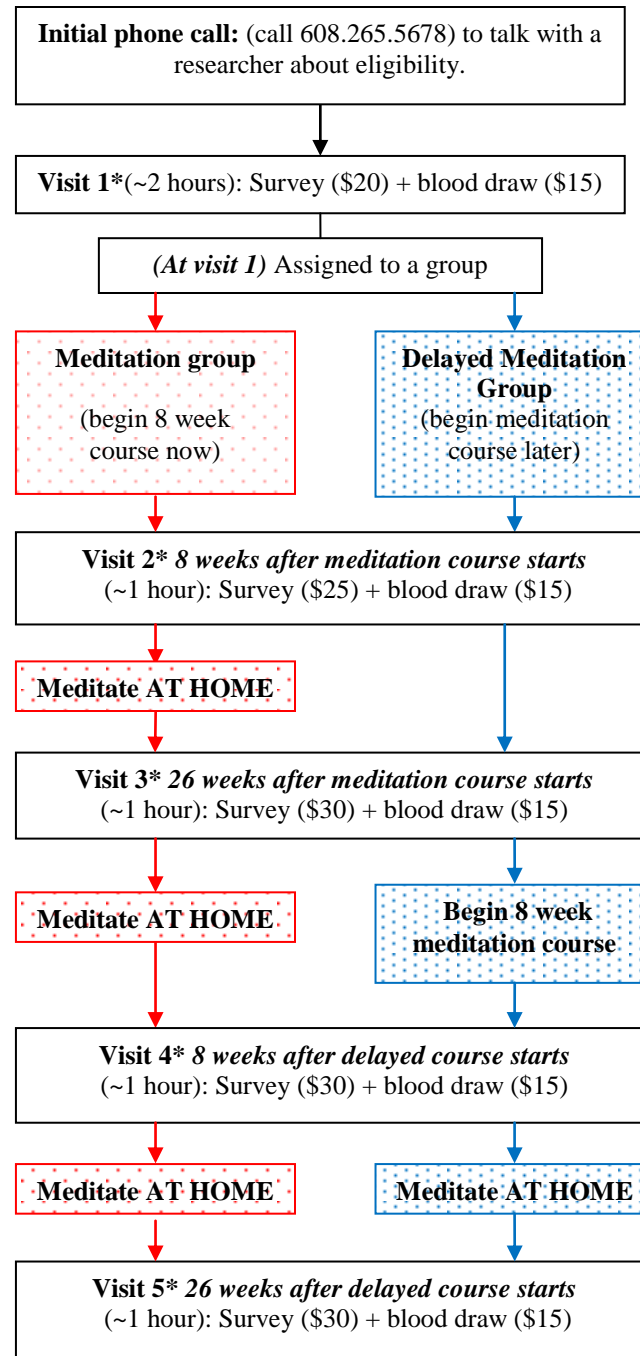 Initial phone call: (call 608.265.5678) to talk with a
researcher about eligibility.
Visit 1*(~2 hours): Survey ($20) + blood draw ($15)
(At visit 1) Assigned to a group
Meditation group
(begin 8 week
course now)
Delayed Meditation
Group
(begin meditation
course later)
Visit 2* 8 weeks after meditation course starts
(~1 hour): Survey ($25) + blood draw ($15)
Meditate AT HOME
Visit 3* 26 weeks after meditation course starts
(~1 hour): Survey ($30) + blood draw ($15)
Meditate AT HOME
Begin 8 week
meditation course
Visit 4* 8 weeks after delayed course starts
(~1 hour): Survey ($30) + blood draw ($15)
Meditate AT HOME
Meditate AT HOME
Visit 5* 26 weeks after delayed course starts
(~1 hour): Survey ($30) + blood draw ($15)